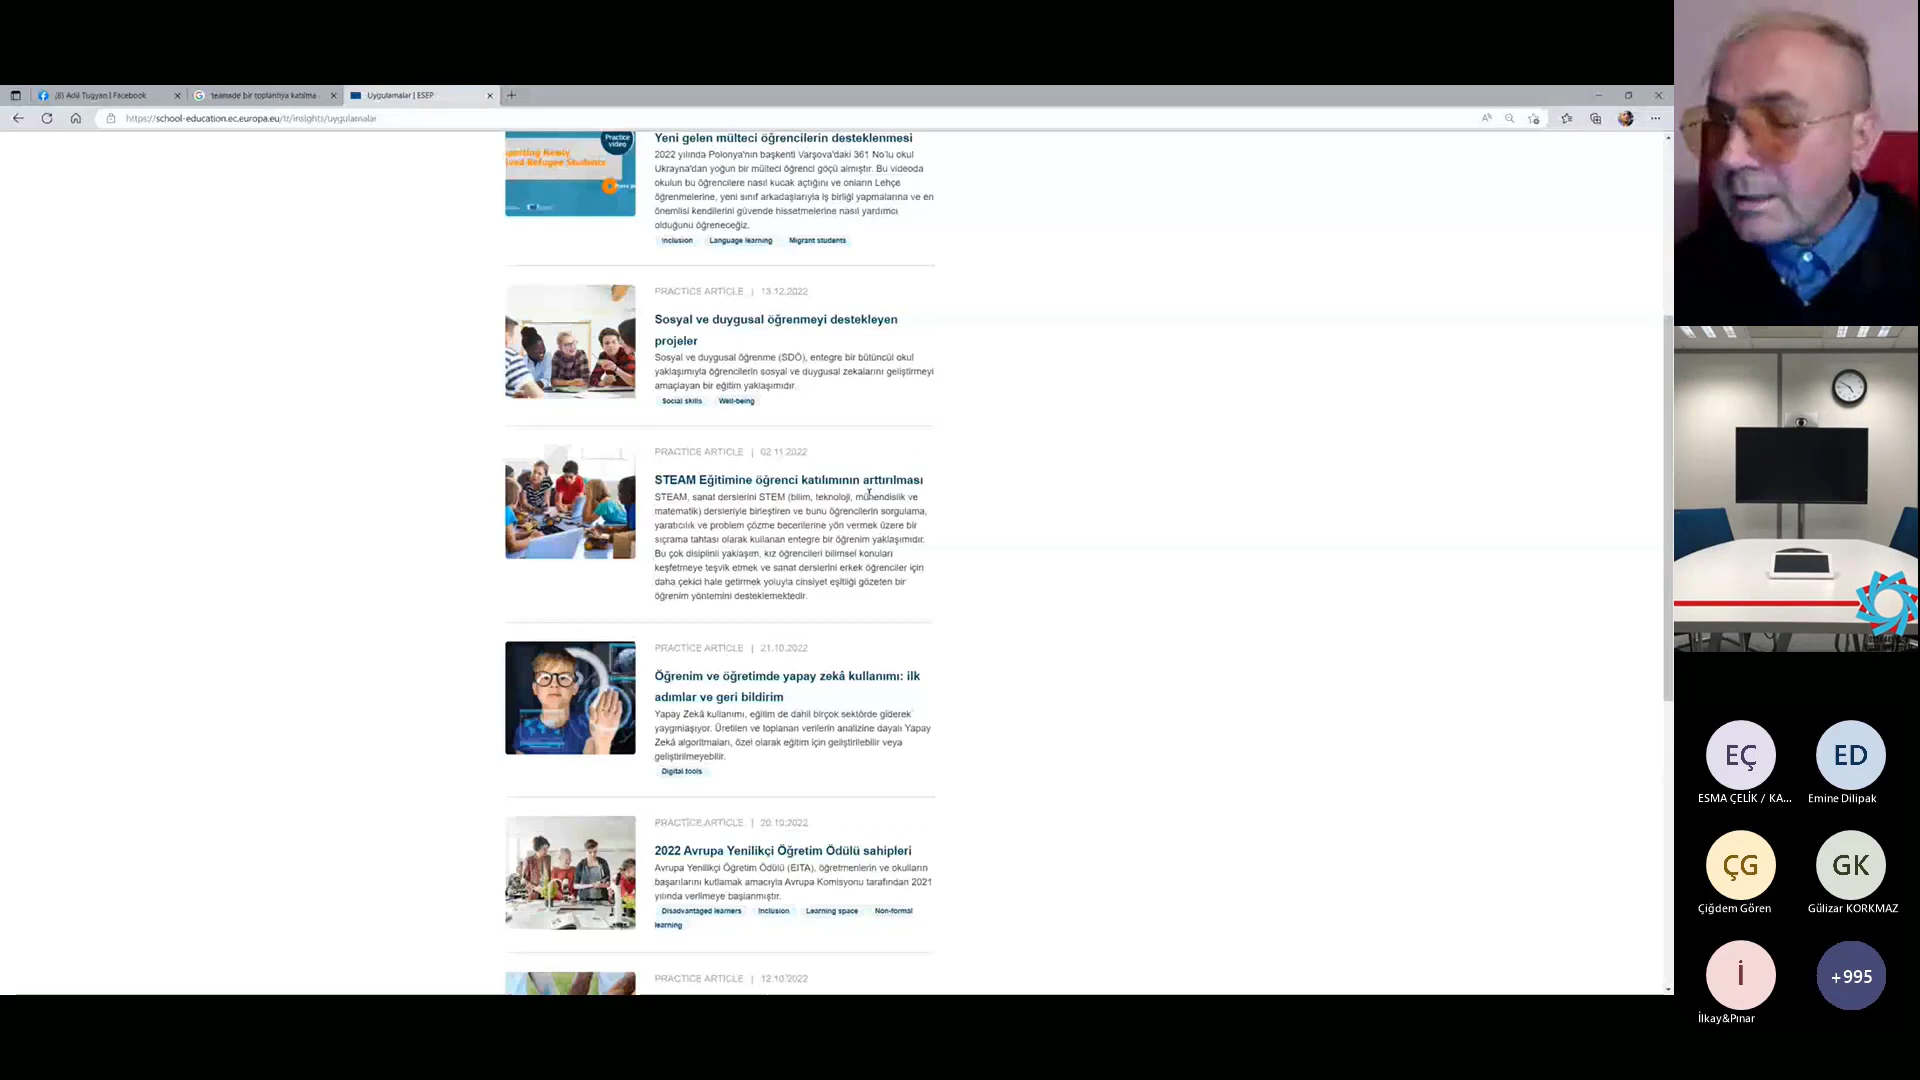 (8) Adil Tugyan | Facebook
teamsde bir toplantıya katılma
Uygulamalar | ESEP
https://school-education.ec.europa.eu/tr/insights/uygulamalar
Practice
video
Refugee Students
Yeni gelen mülteci öğrencilerin desteklenmesi
2022 yılında Polonya'nın başkenti Varşova'daki 361 No'lu okul
Ukrayna'dan yoğun bir mülteci öğrenci göçü almıştır. Bu videoda
okulun bu öğrencilere nasıl kucak açtığını ve onların Lehçe
öğrenmelerine, yeni sınıf arkadaşlarıyla iş birliği yapmalarına ve en
önemlisi kendilerini güvende hissetmelerine nasıl yardımcı
olduğunu öğreneceğiz.
Inclusion Language learning Migrant students
PRACTICE ARTICLE | 13.12.2022
Sosyal ve duygusal öğrenmeyi destekleyen
projeler
Sosyal ve duygusal öğrenme (SDÖ), entegre bir bütüncül okul
yaklaşımıyla öğrencilerin sosyal ve duygusal zekalarını geliştirmeyi
amaçlayan bir eğitim yaklaşımıdır.
Social skills Well-being
PRACTICE ARTICLE | 02.11.2022
STEAM Eğitimine öğrenci katılımının arttırılması
STEAM, sanat derslerini STEM (bilim, teknoloji, mühendislik ve
matematik) dersleriyle birleştiren ve bunu öğrencilerin sorgulama,
yaratıcılık ve problem çözme becerilerine yön vermek üzere bir
sıçrama tahtası olarak kullanan entegre bir öğrenim yaklaşımıdır.
Bu çok disiplinli yaklaşım, kız öğrencileri bilimsel konuları
keşfetmeye teşvik etmek ve sanat derslerini erkek öğrenciler için
daha çekici hale getirmek yoluyla cinsiyet eşitliği gözeten bir
öğrenim yöntemini desteklemektedir.
PRACTICE ARTICLE | 21.10.2022
Öğrenim ve öğretimde yapay zekâ kullanımı: ilk
adımlar ve geri bildirim
Yapay Zekâ kullanımı, eğitim de dahil birçok sektörde giderek
yaygınlaşıyor. Üretilen ve toplanan verilerin analizine dayalı Yapay
Zekâ algoritmaları, özel olarak eğitim için geliştirilebilir veya
geliştirilmeyebilir.
Digital tools
PRACTICE ARTICLE | 20.10.2022
2022 Avrupa Yenilikçi Öğretim Ödülü sahipleri
Avrupa Yenilikçi Öğretim Ödülü (EITA), öğretmenlerin ve okulların
başarılarını kutlamak amacıyla Avrupa Komisyonu tarafından 2021
yılında verilmeye başlanmıştır.
Disadvantaged learners Inclusion Learning space Non-formal
learning
PRACTICE ARTICLE | 12.10.2022
EÇ
ESMA ÇELİK / KA...
ED
Emine Dilipak
ÇG
Çiğdem Gören
GK
Gülizar KORKMAZ
İ
İlkay&Pınar
+995